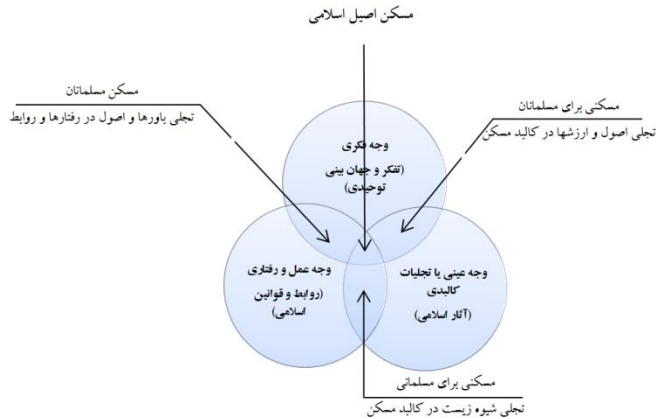 مسکن اصیل اسلامی
مسکن مسلمانان
تجلی باورها و اصول در رفتارها و روابط
مسکنی برای مسلمانان
تجلی اصول و ارزشها در کالبد مسکن
وجه فکری
(تفکر و جهان بینی
توحیدی)
وجه عمل و رفتاری
(روابط و قوانین
اسلامی)
وجه عینی یا تجلیات
کالبدی
(آثار اسلامی)
مسکنی برای مسلمانی
تجلی شیوه زیست در کالبد مسکن